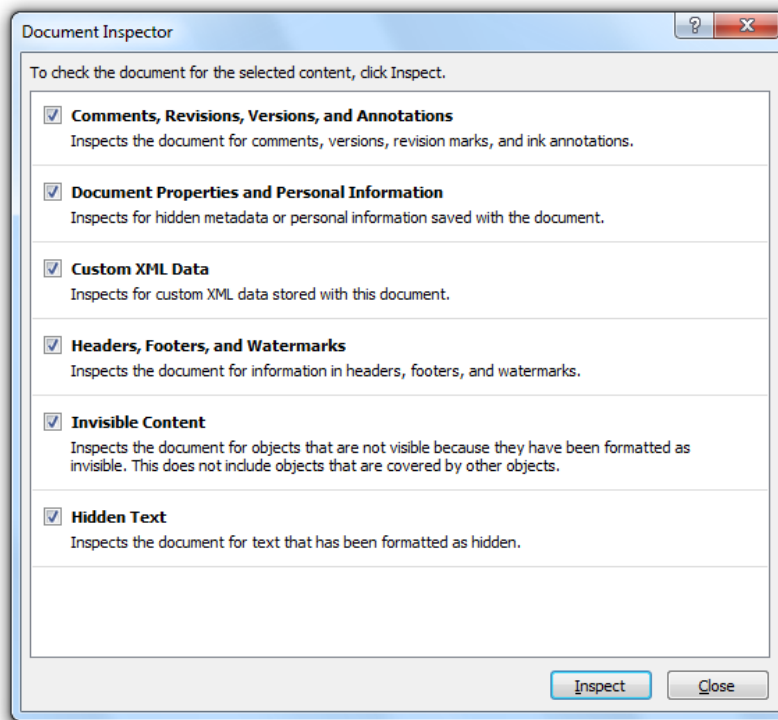 Document Inspector
?
X
To check the document for the selected content, click Inspect.
Comments, Revisions, Versions, and Annotations
Inspects the document for comments, versions, revision marks, and ink annotations.
Document Properties and Personal Information
Inspects for hidden metadata or personal information saved with the document.
Custom XML Data
Inspects for custom XML data stored with this document.
Headers, Footers, and Watermarks
Inspects the document for information in headers, footers, and watermarks.
Invisible Content
Inspects the document for objects that are not visible because they have been formatted as
invisible. This does not include objects that are covered by other objects.
Hidden Text
Inspects the document for text that has been formatted as hidden.
Inspect
Close